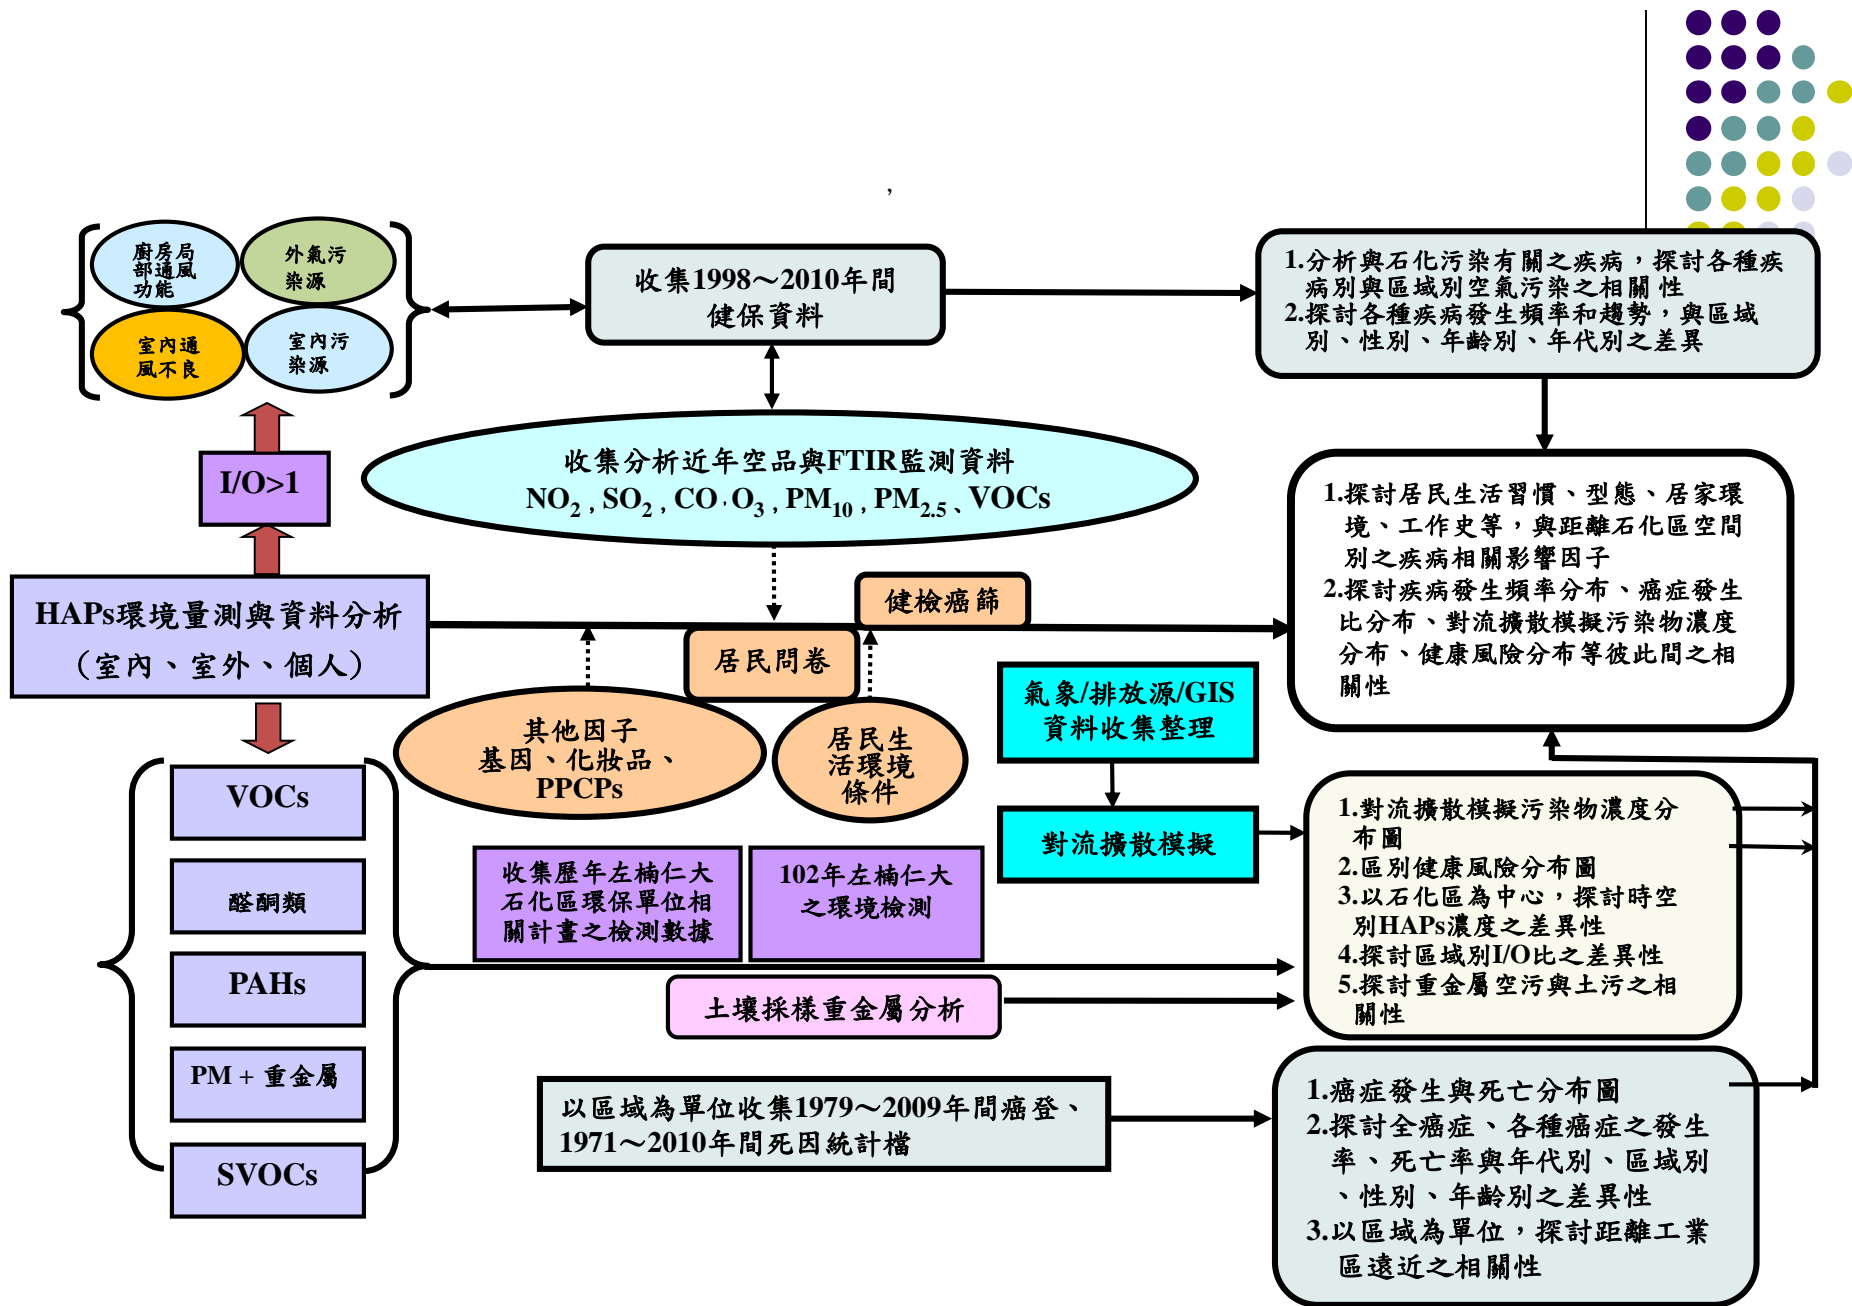 ，
廚房局
部通風
功能
外氣污
染源
室內通
風不良
室內污
染源
收集1998～2010年間
健保資料
1.分析與石化污染有關之疾病，探討各種疾
病別與區域別空氣污染之相關性
2.探討各種疾病發生頻率和趨勢，與區域
別、性別、年齡別、年代別之差異
I/O>1
收集分析近年空品與FTIR監測資料
NO2，SO2，CO，O3，PM10，PM2.5、VOCs
1.探討居民生活習慣、型態、居家環
境、工作史等，與距離石化區空間
別之疾病相關影響因子
2.探討疾病發生頻率分布、癌症發生
比分布、對流擴散模擬污染物濃度
分布、健康風險分布等彼此間之相
關性
HAPs環境量測與資料分析
（室內、室外、個人）
健檢癌篩
居民問卷
其他因子
基因、化妝品、
PPCPs
居民生
活環境
條件
氣象/排放源/GIS
資料收集整理
對流擴散模擬
VOCs
醛酮類
PAHs
PM + 重金屬
SVOCs
收集歷年左楠仁大
石化區環保單位相
關計畫之檢測數據
102年左楠仁大
之環境檢測
土壤採樣重金屬分析
1.對流擴散模擬污染物濃度分
布圖
2.區別健康風險分布圖
3.以石化區為中心，探討時空
別HAPs濃度之差異性
4.探討區域別I/O比之差異性
5.探討重金屬空污與土污之相
關性
以區域為單位收集1979～2009年間癌登、
1971～2010年間死因統計檔
1.癌症發生與死亡分布圖
2.探討全癌症、各種癌症之發生
率、死亡率與年代別、區域別
、性別、年齡別之差異性
3.以區域為單位，探討距離工業
區遠近之相關性